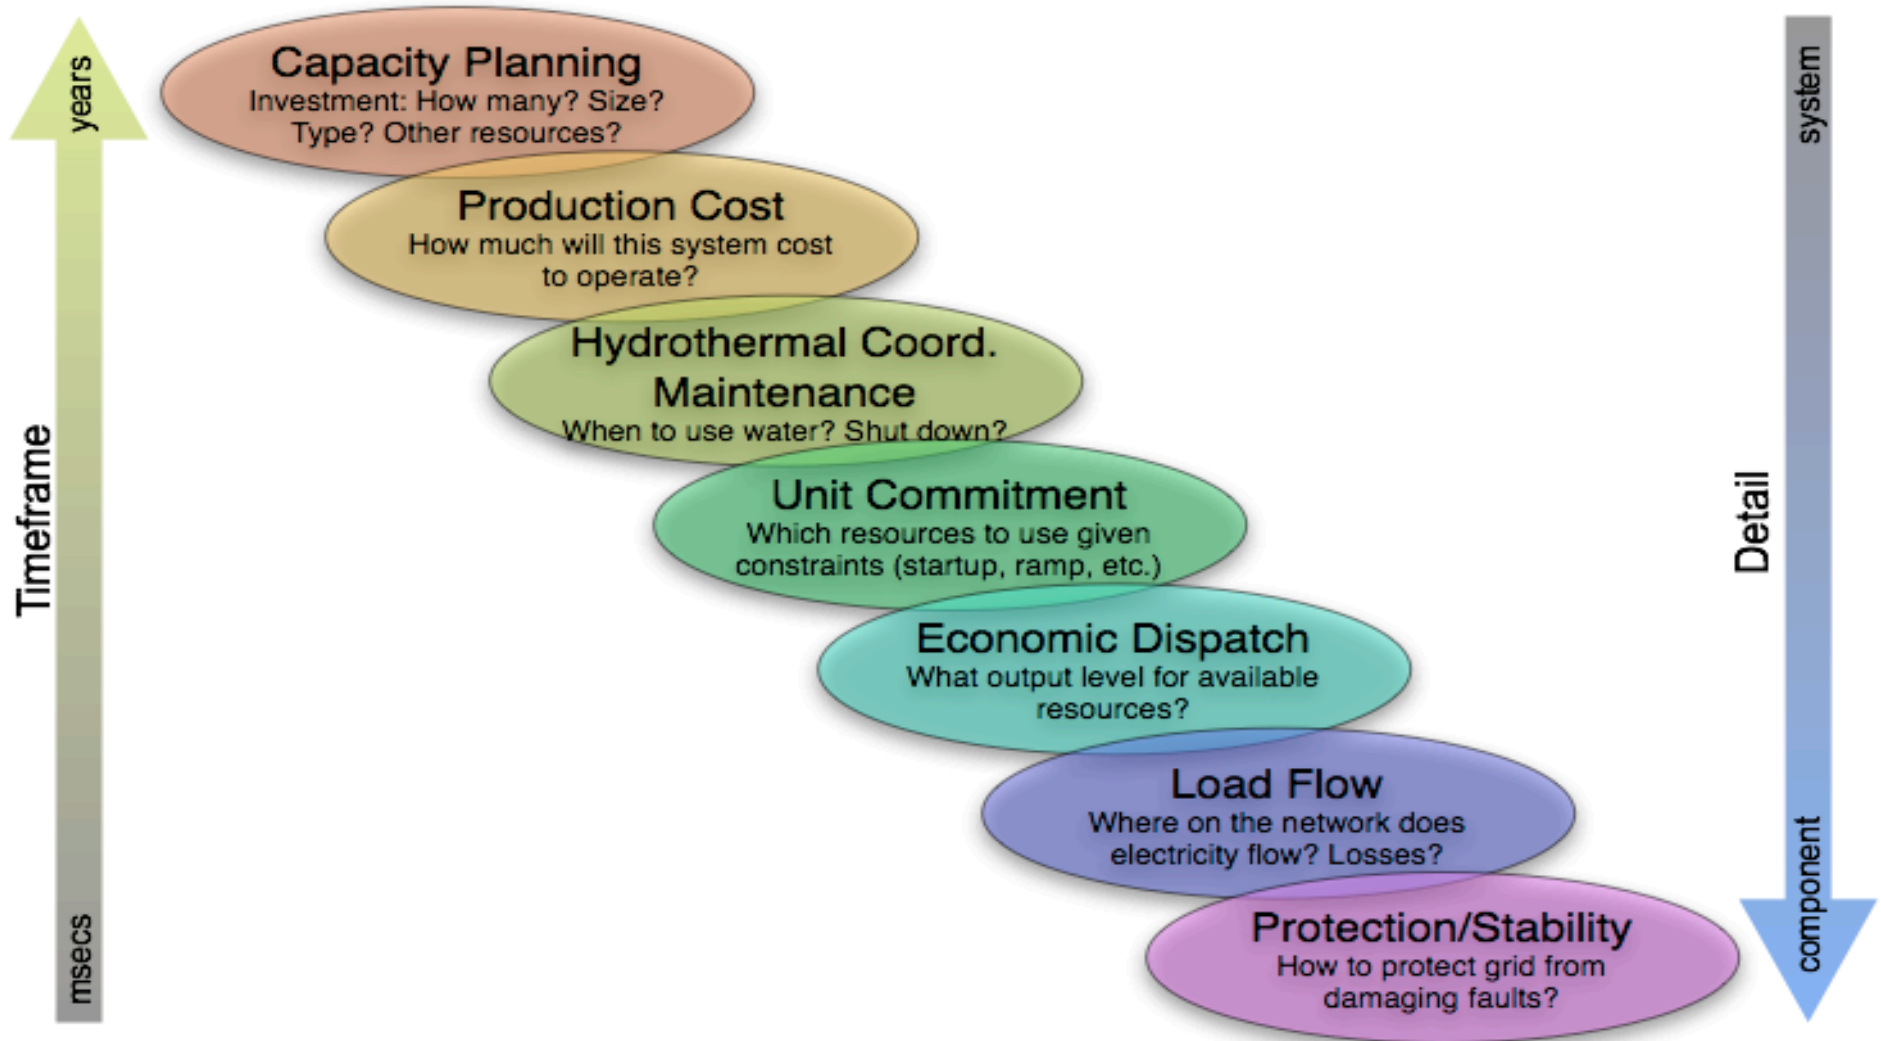 years
Timeframe
msecs
Capacity Planning
Investment: How many? Size?
Type? Other resources?
Production Cost
How much will this system cost
to operate?
Hydrothermal Coord.
Maintenance
When to use water? Shut down?
Unit Commitment
Which resources to use given
constraints (startup, ramp, etc.)
Economic Dispatch
What output level for available
resources?
Load Flow
Where on the network does
electricity flow? Losses?
Protection/Stability
How to protect grid from
damaging faults?
system
Detail
component